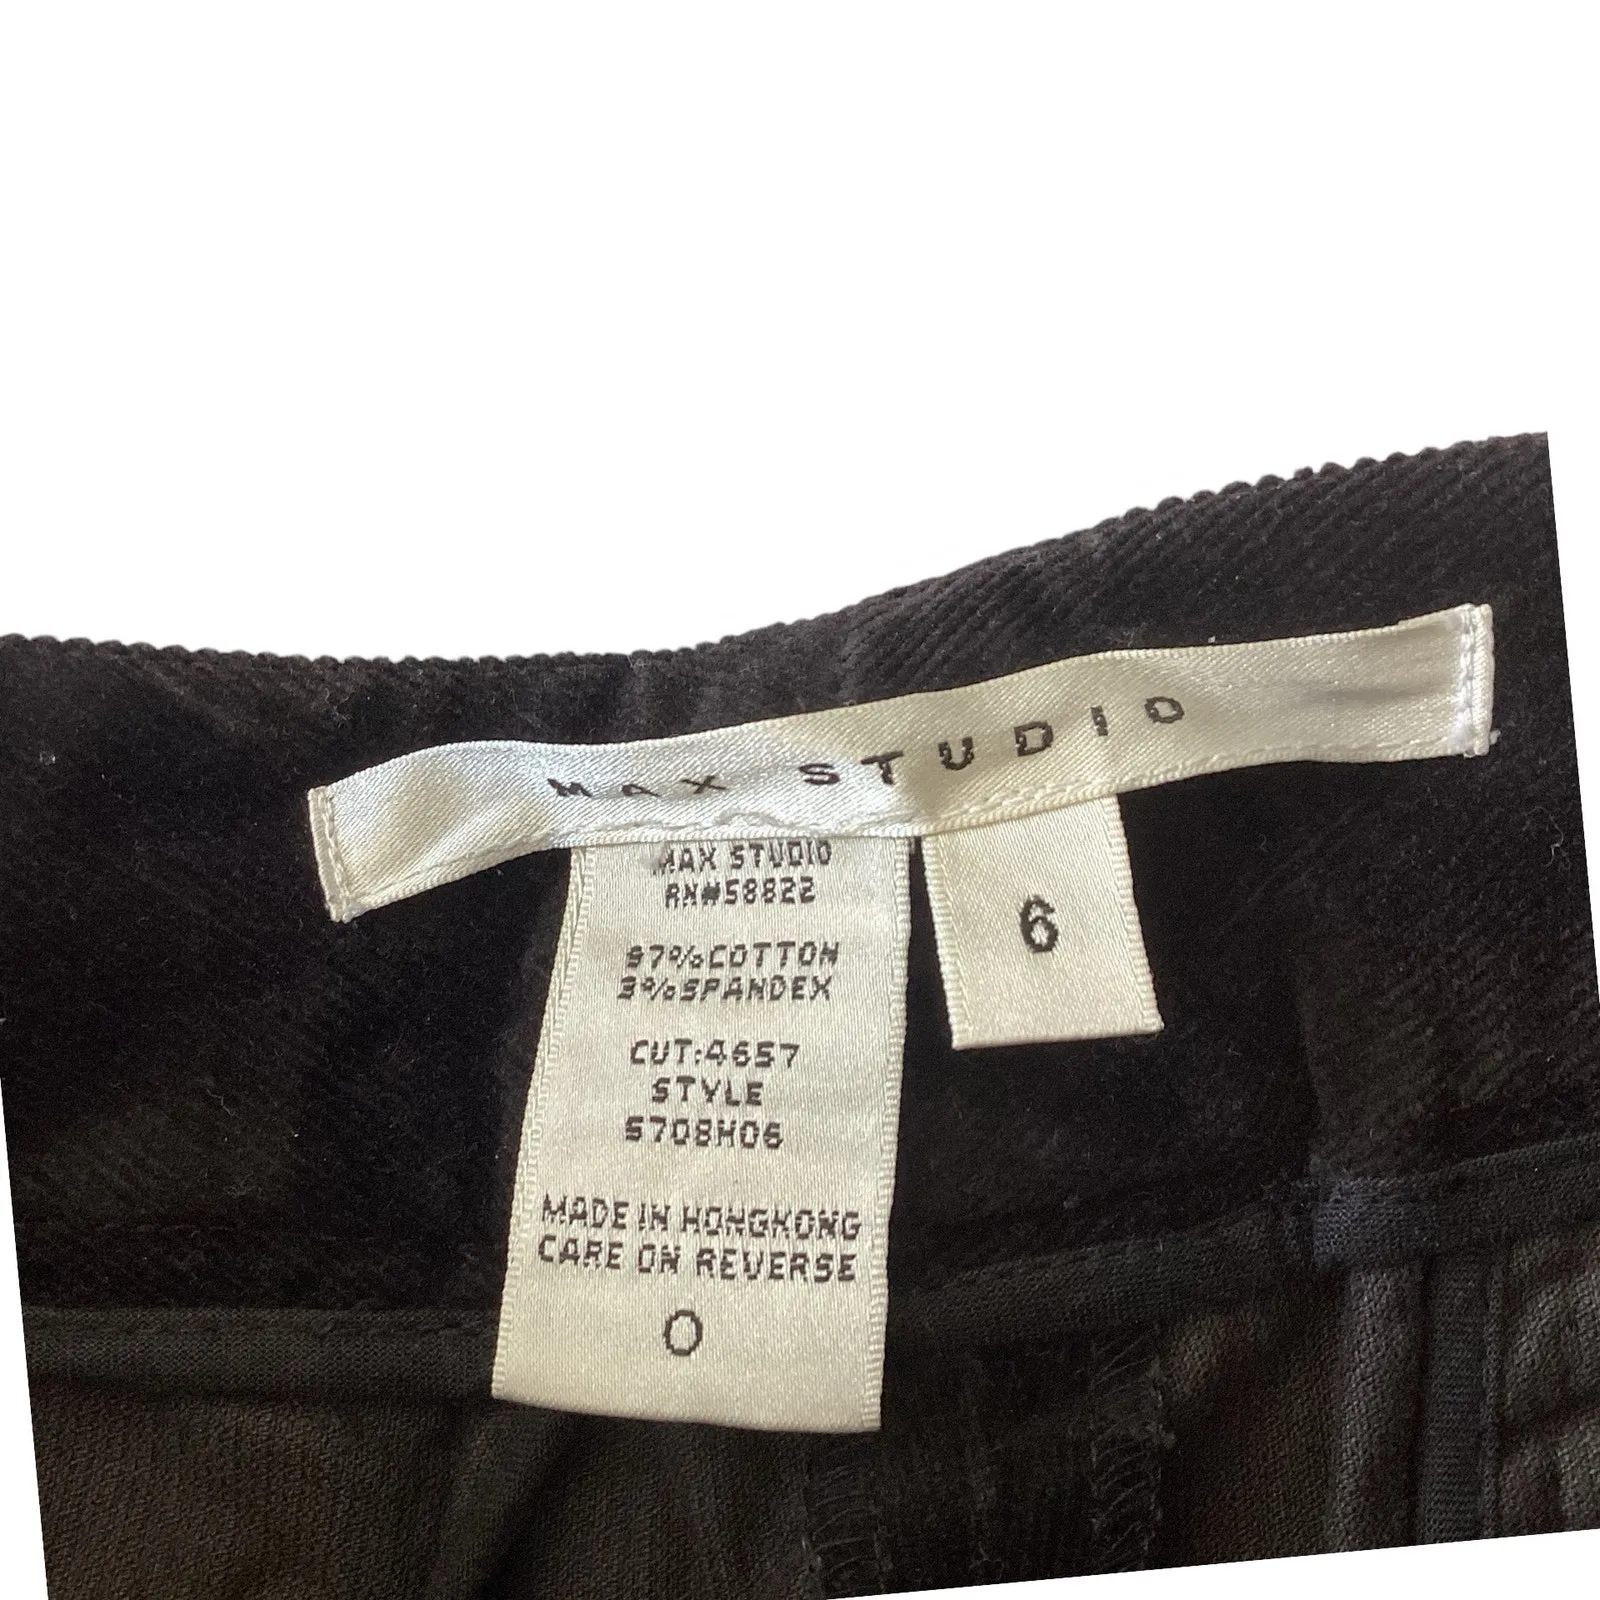 MAX STUDIO
MAX STUDIO
RN#58822
97%COTTON
3%SPANDEX
CUT:4657
STYLE
5708H06
MADE IN HONGKONG
CARE ON REVERSE
O
6